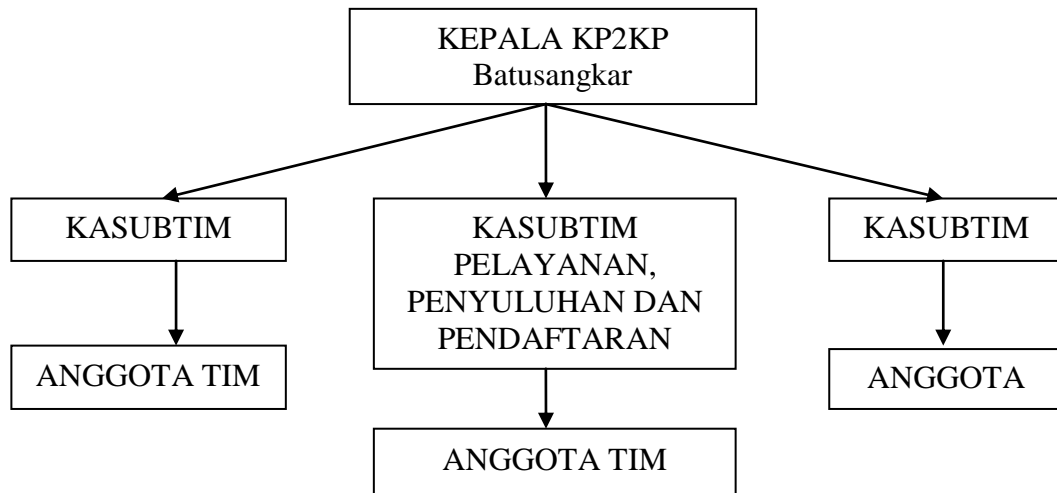 KEPALA KP2KP
Batusangkar
KASUBTIM
KASUBTIM
PELAYANAN,
PENYULUHAN DAN
PENDAFTARAN
KASUBTIM
ANGGOTA TIM
ANGGOTA
ANGGOTA TIM